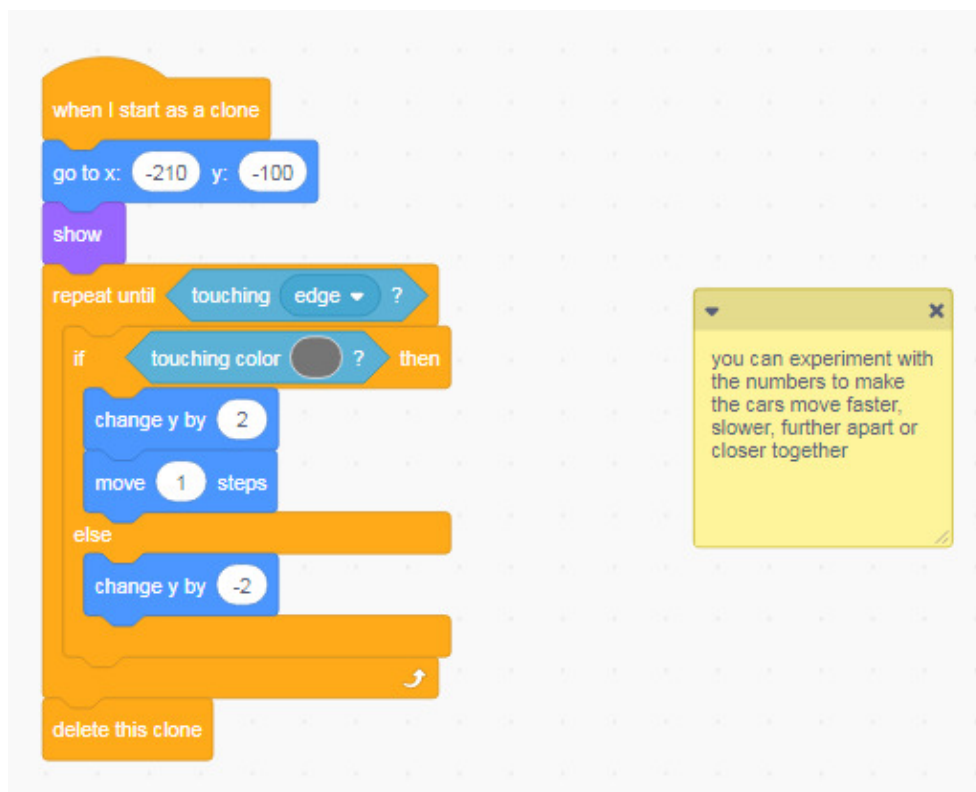 when I start as a clone
go to x: -210 y: -100
show
repeat until touching edge ?
if touching color ? then
change y by 2
move 1 steps
else
change y by -2
delete this clone
you can experiment with
the numbers to make
the cars move faster,
slower, further apart or
closer together